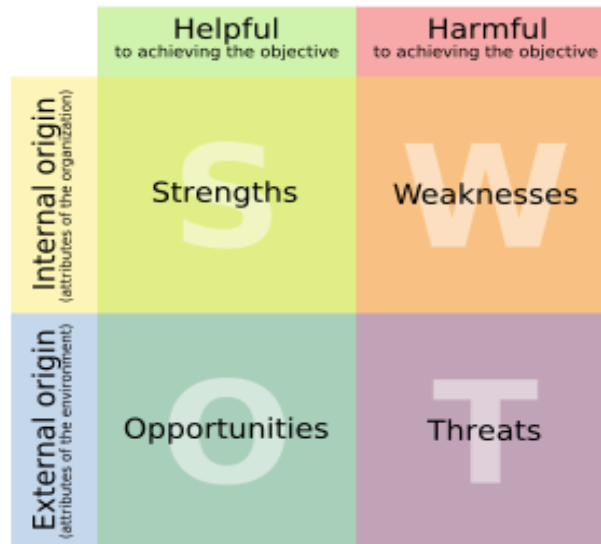 Helpful
to achieving the objective
Harmful
to achieving the objective
Internal origin
(attributes of the organization)
S
Strengths
W
Weaknesses
External origin
(attributes of the environment)
O
Opportunities
T
Threats